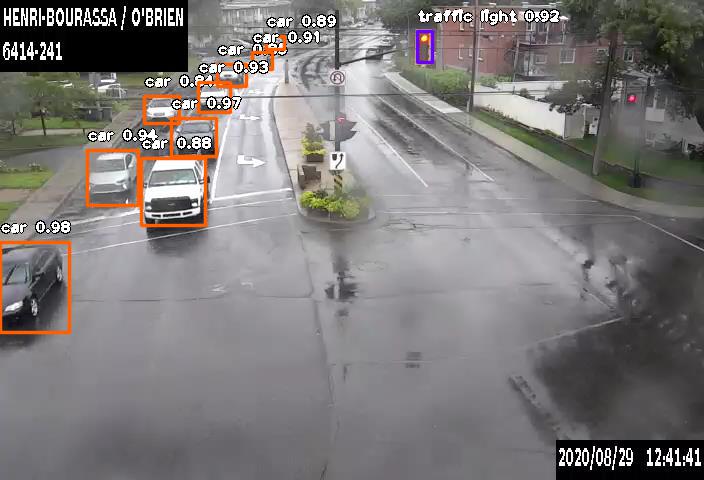 HENRI-BOURASSA / O'BRIEN
6414-241
car 0.89
traffic light 0.92
car 0.91
car 0.93
car 0.97
car 0.94
car 0.88
car 0.98
2020/08/29 12:41:41